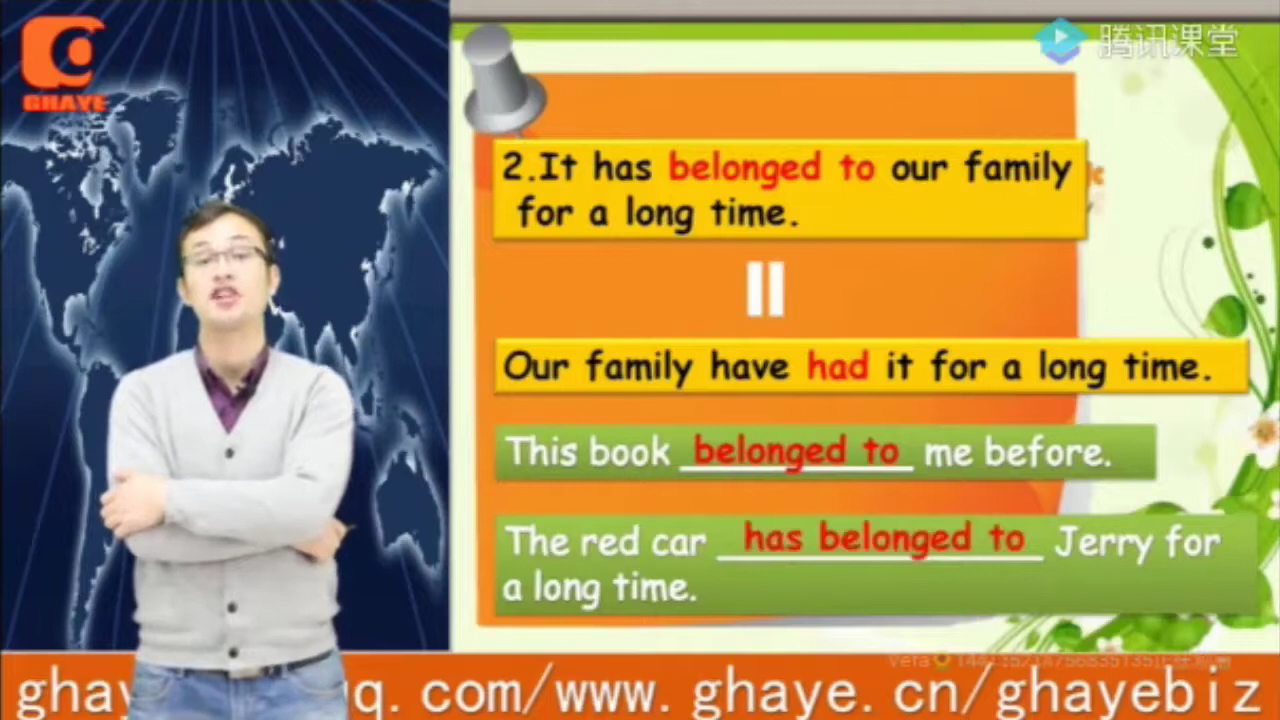 GHAYE
腾讯课堂
2.It has belonged to our family
for a long time.
Our family have had it for a long time.
This book belonged to me before.
The red car has belonged to Jerry for
a long time.
ghay q. com/www. ghaye. cn/ghayebiz